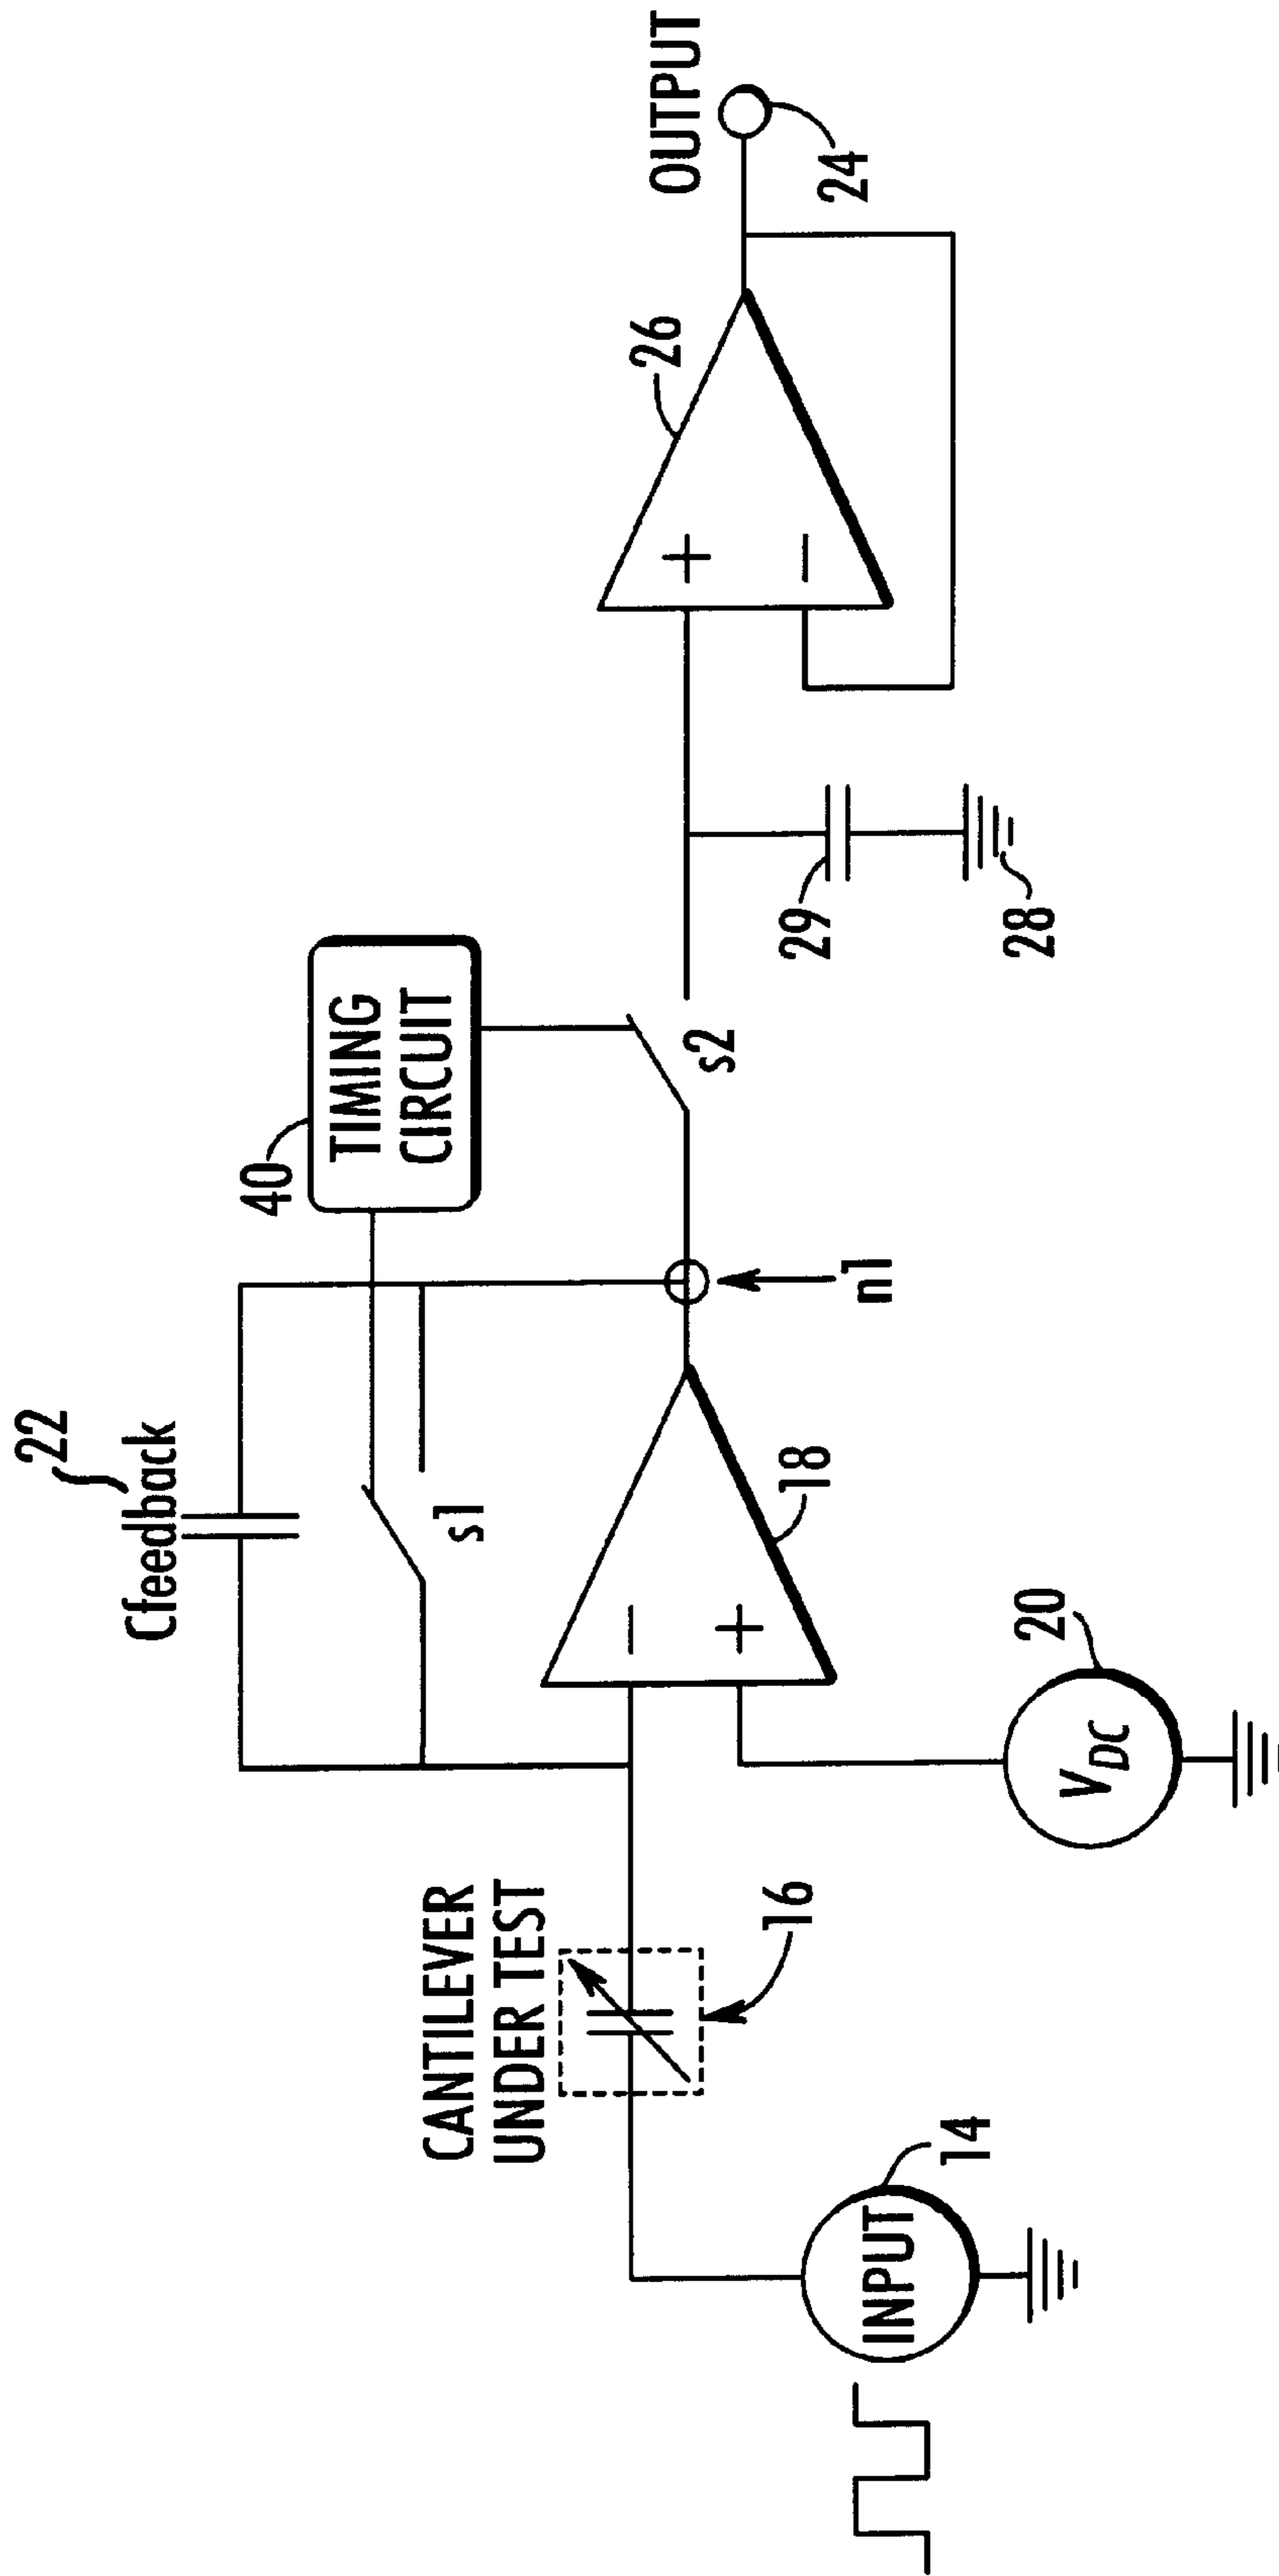 22
Cfeedback
40
TIMING
CIRCUIT
OUTPUT
24
26
CANTILEVER
UNDER TEST
s1
s2
16
18
n1
29
28
INPUT
14
VDC
20